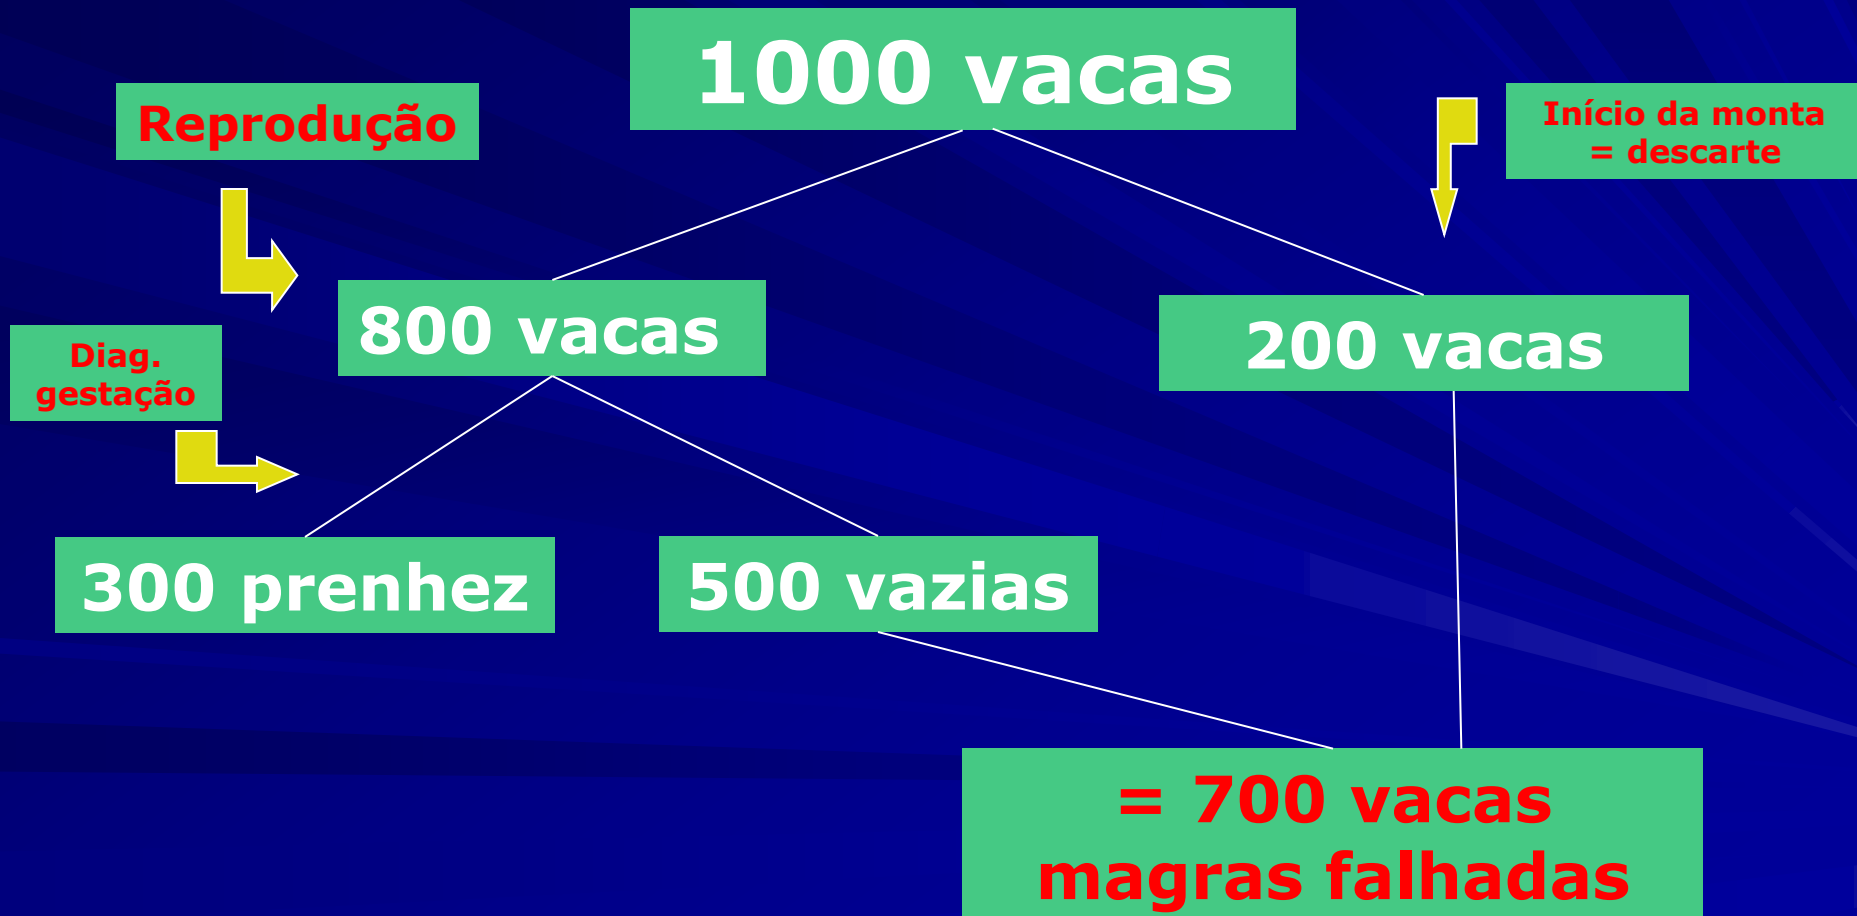 1000 vacas
Reprodução
Início da monta
= descarte
800 vacas
200 vacas
Diag.
gestação
300 prenhez
500 vazias
= 700 vacas
magras falhadas